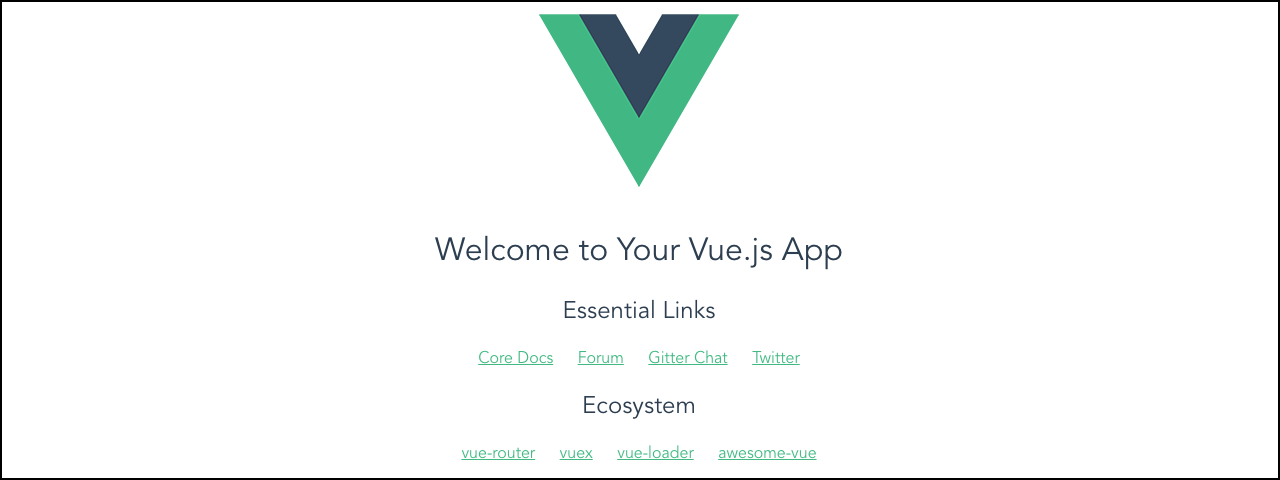 Welcome to Your Vue.js App
Essential Links
Core Docs Forum Gitter Chat Twitter
Ecosystem
vue-router vuex vue-loader awesome-vue